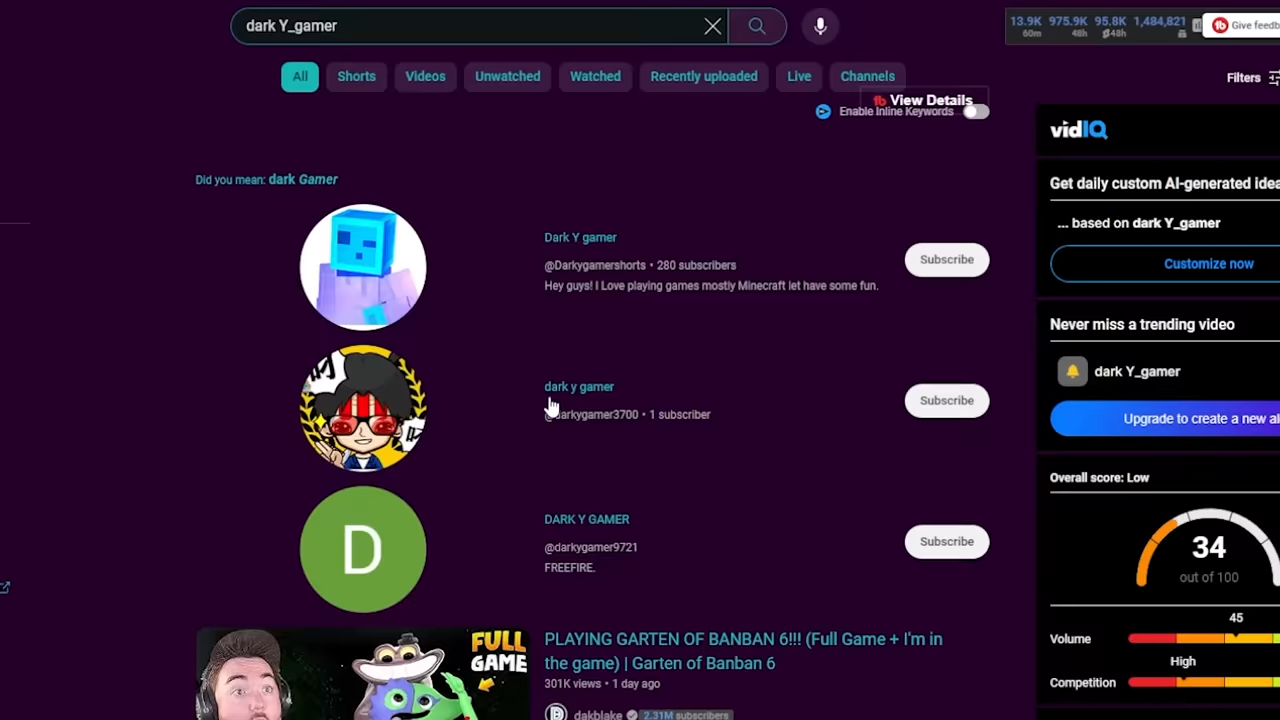 dark Y_gamer
13.9K 975.9K 95.8K 1,484,821
60m 48h 48h
Give feedb
All Shorts Videos Unwatched Watched Recently uploaded Live Channels
Filters
View Details
Enable Inline Keywords
vidIQ
Did you mean: dark Gamer
Get daily custom AI-generated idea
... based on dark Y_gamer
Customize now
Dark Y gamer
@Darkygamershorts • 280 subscribers
Hey guys! I Love playing games mostly Minecraft let have some fun.
Subscribe
Never miss a trending video
dark Y_gamer
Upgrade to create a new al
dark y gamer
@darkygamer3700 • 1 subscriber
Subscribe
Overall score: Low
34
out of 100
DARK Y GAMER
@darkygamer9721
FREEFIRE.
Subscribe
D
45
Volume
High
Competition
FULL
GAME
PLAYING GARTEN OF BANBAN 6!!! (Full Game + I'm in
the game) | Garten of Banban 6
301K views • 1 day ago
dakblake 2.31M subscribers